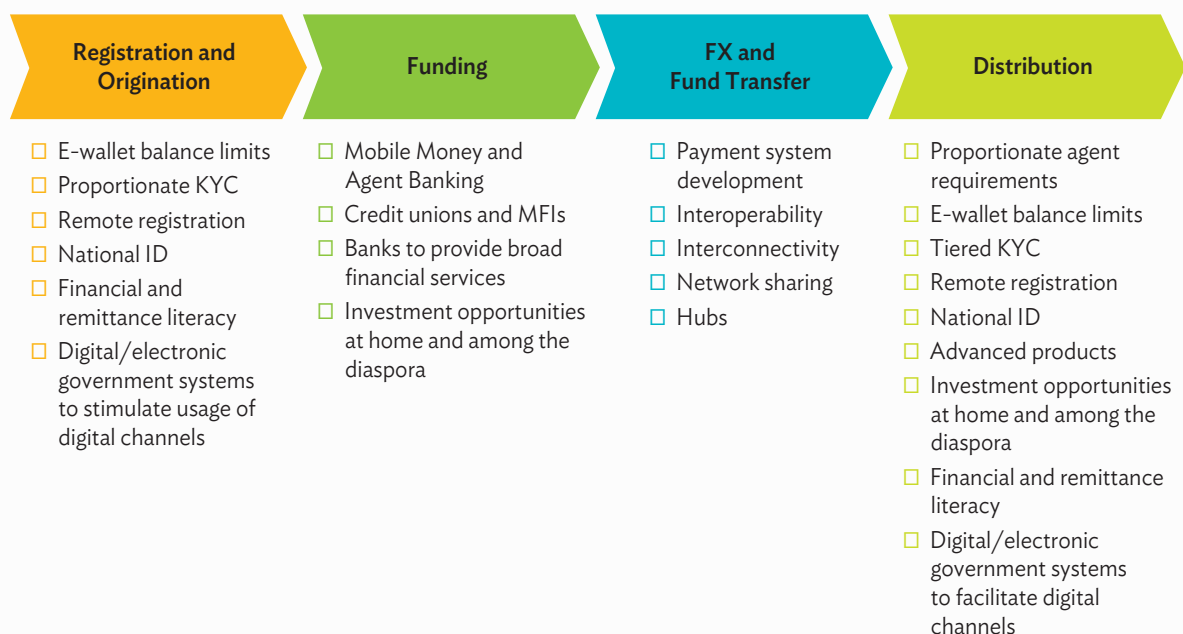 Registration and
Origination
Funding
FX and
Fund Transfer
Distribution
E-wallet balance limits
Proportionate KYC
Remote registration
National ID
Financial and
remittance literacy
Digital/electronic
government systems
to stimulate usage of
digital channels
Mobile Money and
Agent Banking
Credit unions and MFIs
Banks to provide broad
financial services
Investment opportunities
at home and among the
diaspora
Payment system
development
Interoperability
Interconnectivity
Network sharing
Hubs
Proportionate agent
requirements
E-wallet balance limits
Tiered KYC
Remote registration
National ID
Advanced products
Investment opportunities
at home and among the
diaspora
Financial and remittance
literacy
Digital/electronic
government systems
to facilitate digital
channels